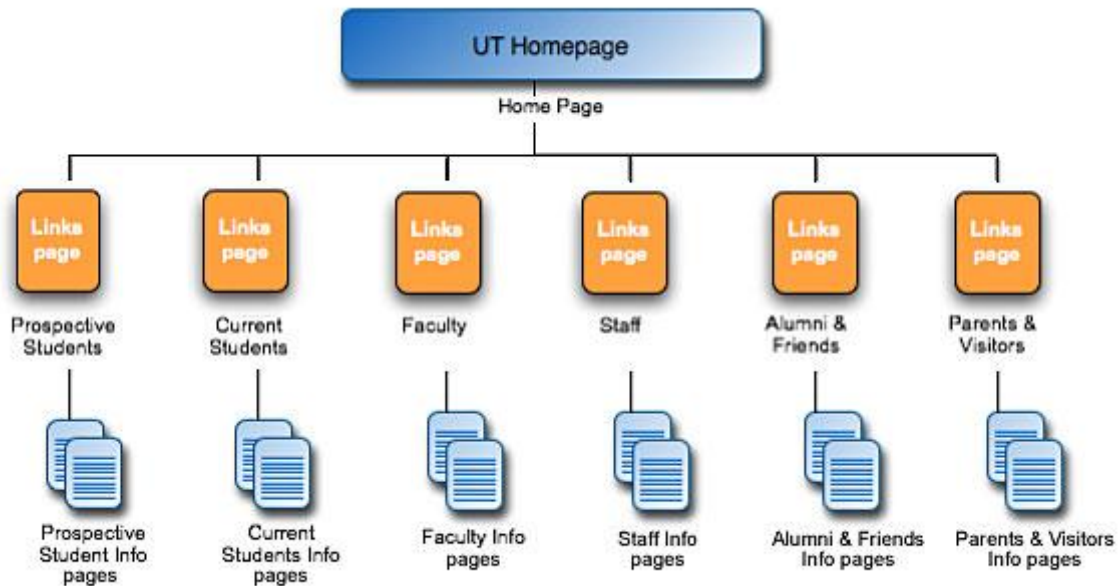 UT Homepage
Home Page
Links
page
Links
page
Links
page
Links
page
Links
page
Links
page
Prospective
Students
Current
Students
Faculty
Staff
Alumni &
Friends
Parents &
Visitors
Prospective
Student Info
pages
Current
Students Info
pages
Faculty Info
pages
Staff Info
pages
Alumni & Friends
Info pages
Parents & Visitors
Info pages